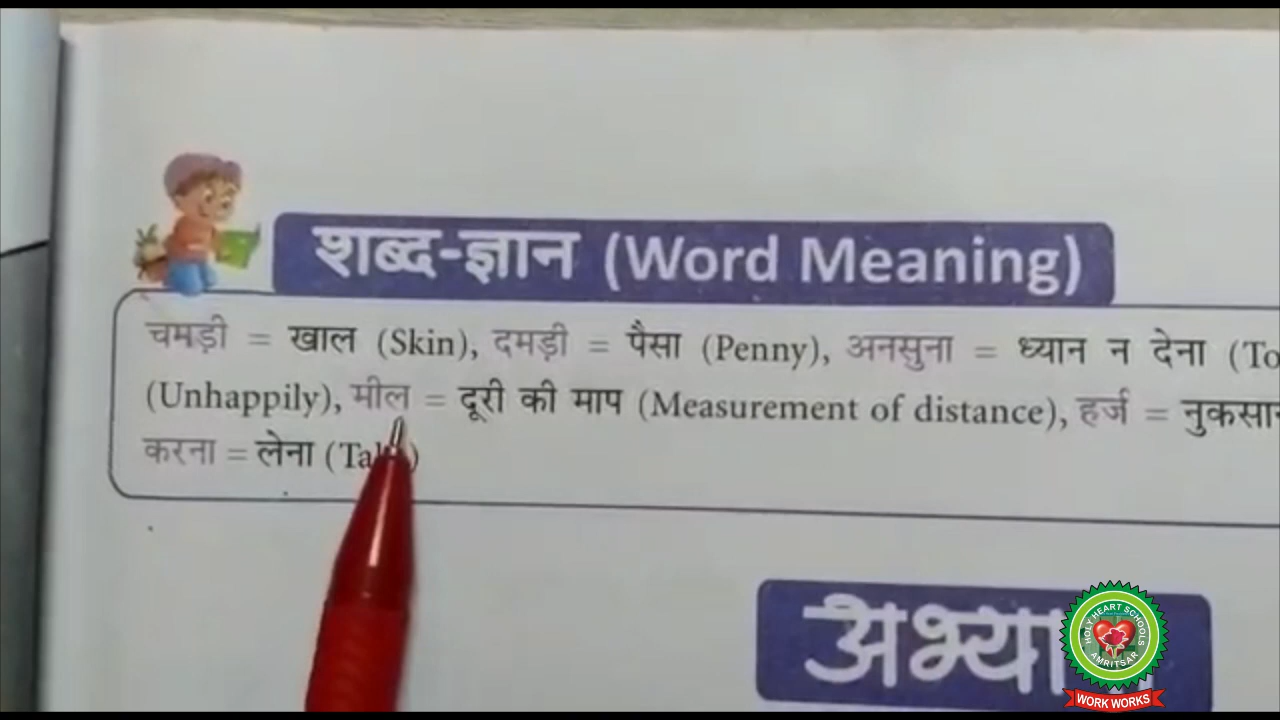 शब्द-ज्ञान (Word Meaning)
चमड़ी = खाल (Skin), दमड़ी = पैसा (Penny), अनसुना = ध्यान न देना (To
(Unhappily), मील = दूरी की माप (Measurement of distance), हर्ज =
करना = लेना
HOLY HEART SCHOOLS
AMRITSAR
WORK WORKS